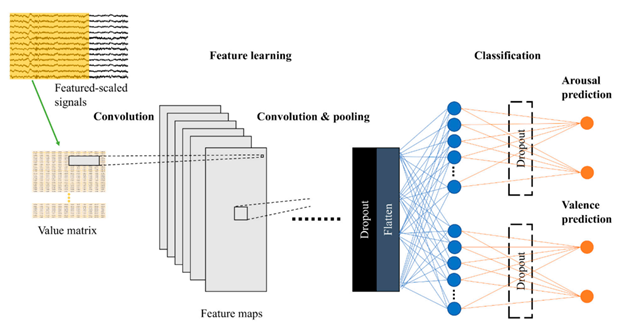 Feature learning
Classification
Featured-scaled
signals
Arousal
prediction
Convolution
Convolution & pooling
Dropout
Value matrix
Dropout
Flatten
Valence
prediction
Dropout
Feature maps